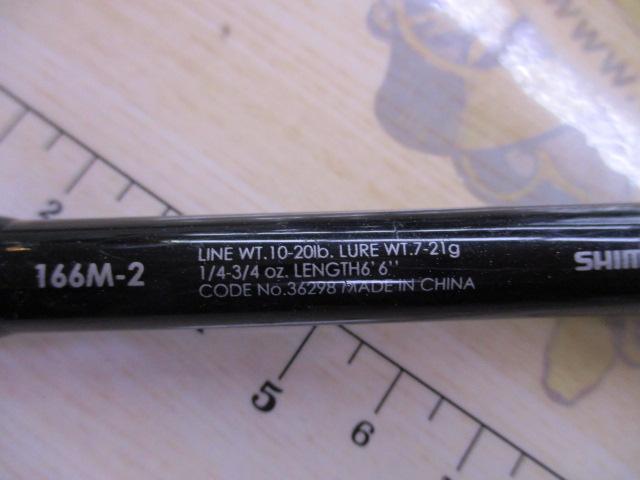 2
166M-2
LINE WT.10-20lb. LURE WT.7-21g
1/4-3/4 oz. LENGTH6'6''
CODE No.36298 MADE IN CHINA
SHIM
5
6
7